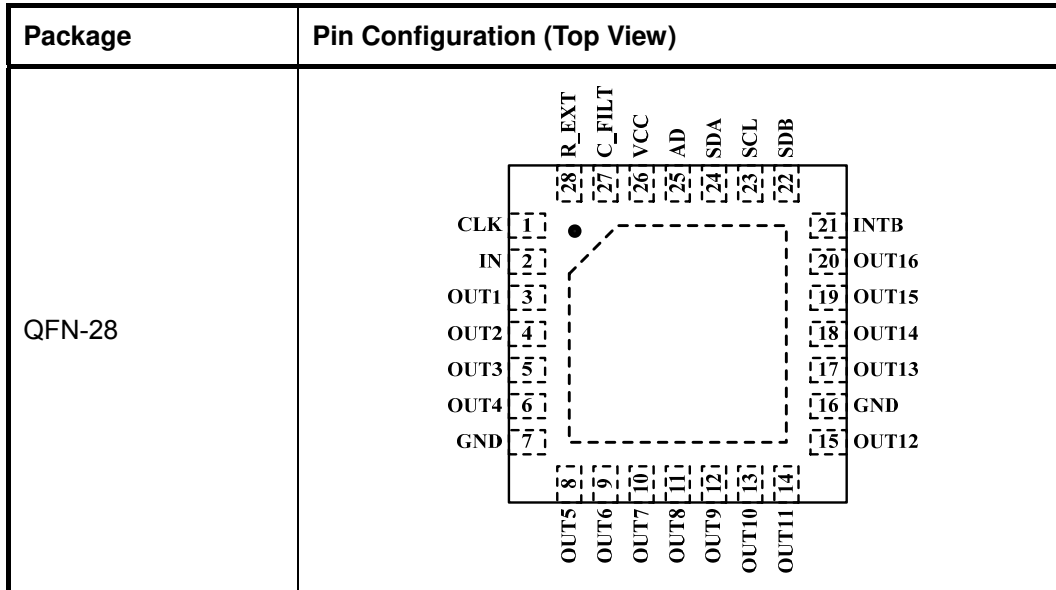 Package
Pin Configuration (Top View)
QFN-28
R_EXT
C_FILT
VCC
AD
SDA
SCL
SDB
28
27
26
25
24
23
22
CLK 1
IN 2
OUT1 3
OUT2 4
OUT3 5
OUT4 6
GND 7
21 INTB
20 OUT16
19 OUT15
18 OUT14
17 OUT13
16 GND
15 OUT12
8
9
10
11
12
13
14
OUT5
OUT6
OUT7
OUT8
OUT9
OUT10
OUT11